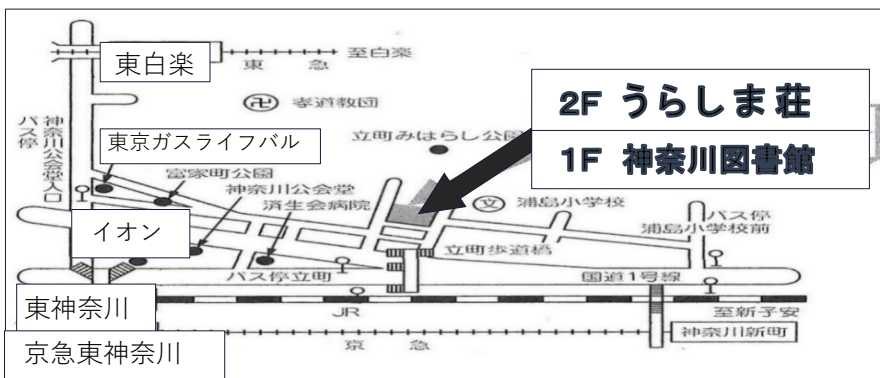 東白楽
至白楽
東 急
孝道教団
2F うらしま荘
1F 神奈川図書館
立町みはらし公園
神奈川公会堂入口
バス停
東京ガスライフバル
富家町公園
神奈川公会堂
済生会病院
文
浦島小学校
バス停
浦島小学校前
イオン
立町歩道橋
バス停立町
国道1号線
東神奈川
JR
至新子安
京急東神奈川
京 急
神奈川新町